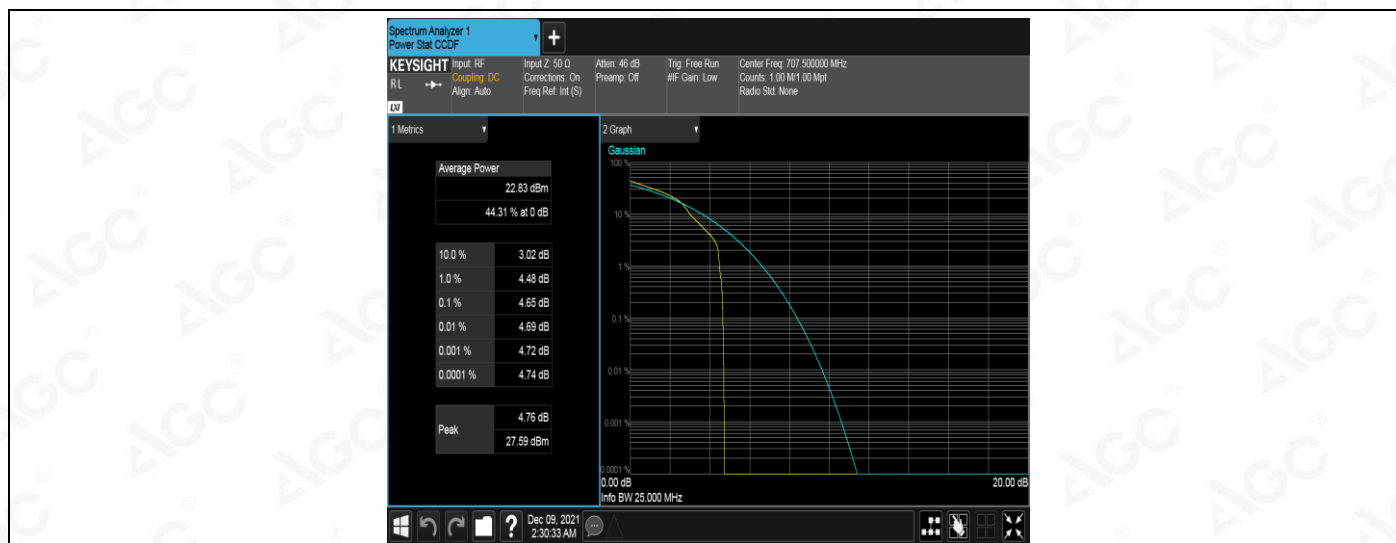 Spectrum Analyzer 1
Power Stat CCDF
KEYSIGHT
RL
LXI
Input: RF
Coupling: DC
Align: Auto
Input Z: 50 Ω
Corrections: On
Freq Ref: Int (S)
Atten: 46 dB
Preamp: Off
Trig: Free Run
#IF Gain: Low
Center Freq: 707.500000 MHz
Counts: 1.00 M/1.00 Mpt
Radio Std: None
1 Metrics
Average Power
22.83 dBm
44.31 % at 0 dB
10.0 % 3.02 dB
1.0 % 4.48 dB
0.1 % 4.65 dB
0.01 % 4.69 dB
0.001 % 4.72 dB
0.0001 % 4.74 dB
Peak
4.76 dB
27.59 dBm
2 Graph
Gaussian
100 %
10 %
1 %
0.1 %
0.01 %
0.001 %
0.0001 %
0.00 dB
20.00 dB
Info BW 25.000 MHz
?
Dec 09, 2021
2:30:33 AM
AGC